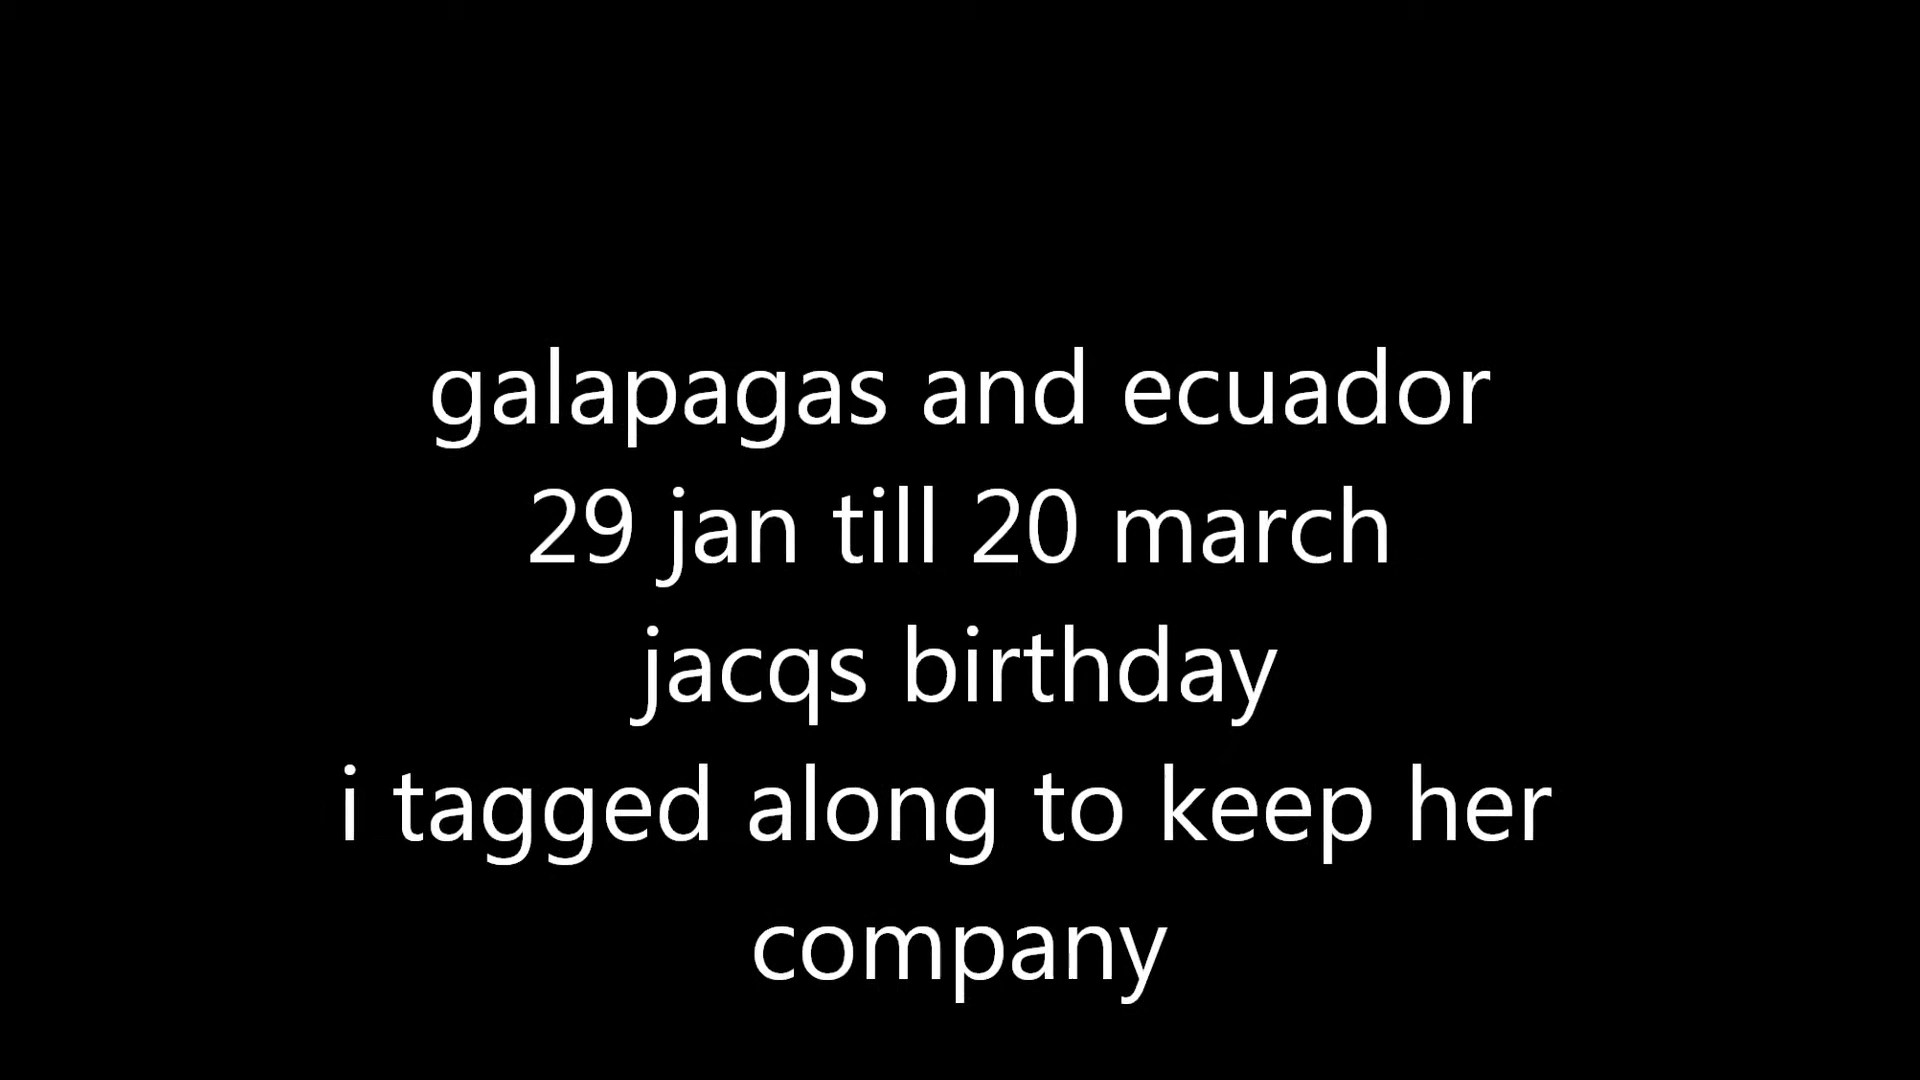 galapagas and ecuador
29 jan till 20 march
jacqs birthday
i tagged along to keep her
company